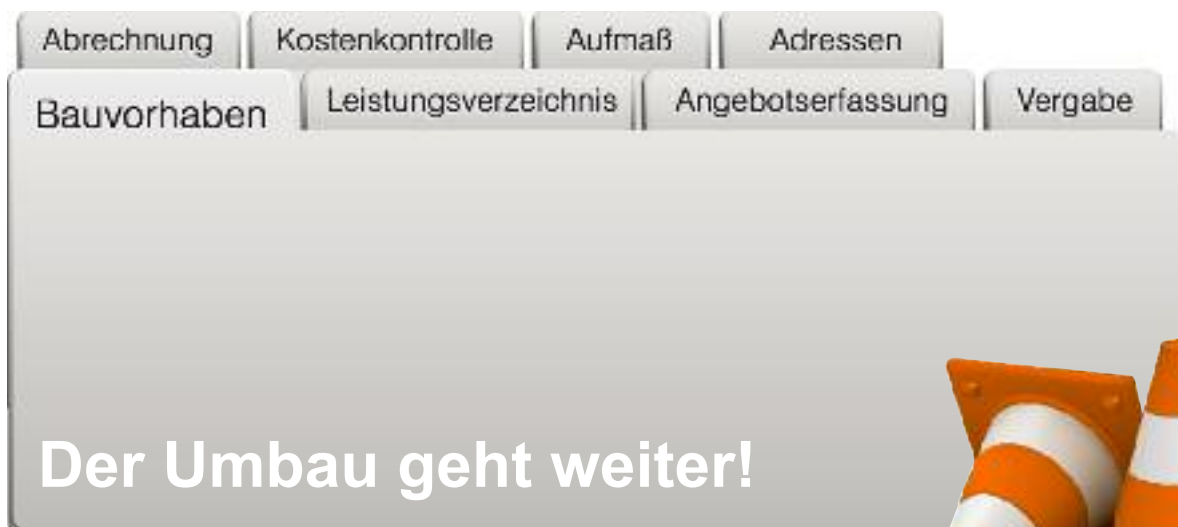 Abrechnung Kostenkontrolle Aufmaß Adressen
Bauvorhaben Leistungsverzeichnis Angebotserfassung Vergabe
Der Umbau geht weiter!